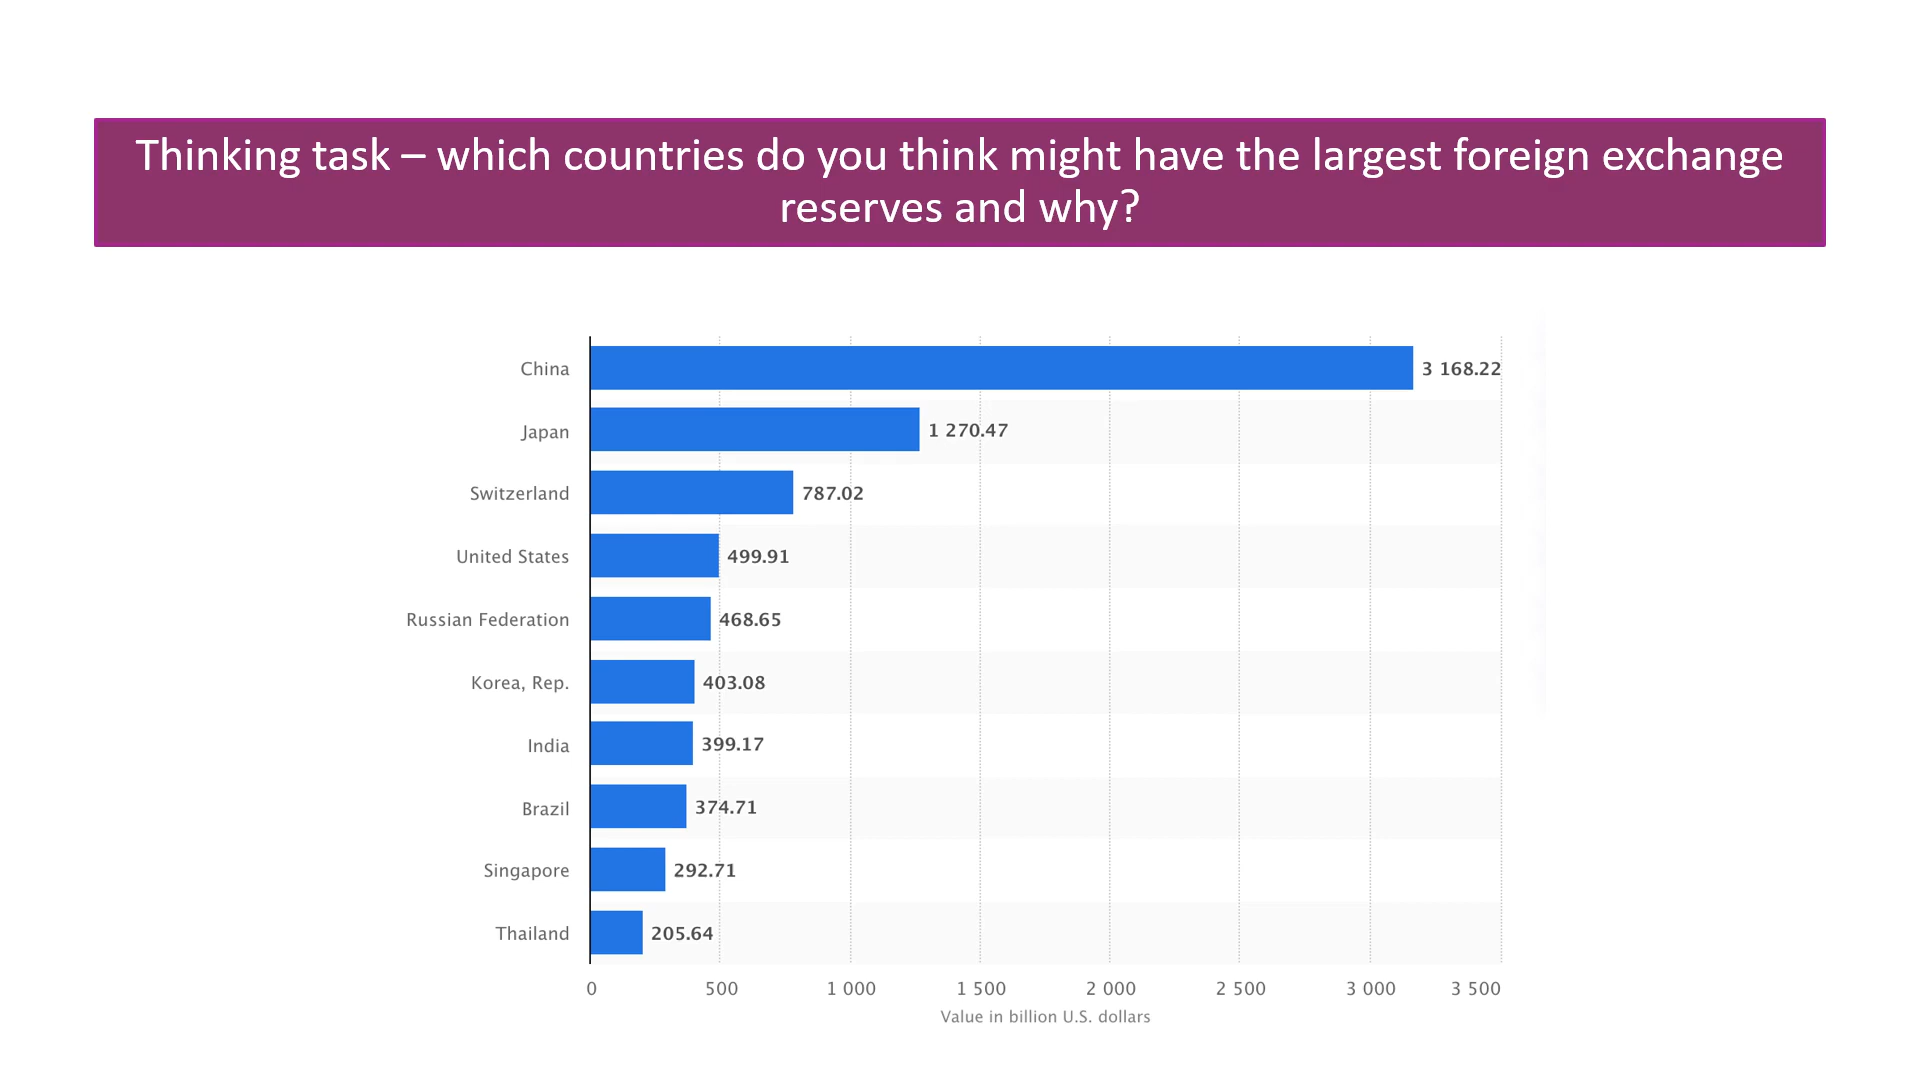 Thinking task – which countries do you think might have the largest foreign exchange
reserves and why?
China 3 168.22
Japan 1 270.47
Switzerland 787.02
United States 499.91
Russian Federation 468.65
Korea, Rep. 403.08
India 399.17
Brazil 374.71
Singapore 292.71
Thailand 205.64
0 500 1 000 1 500 2 000 2 500 3 000 3 500
Value in billion U.S. dollars